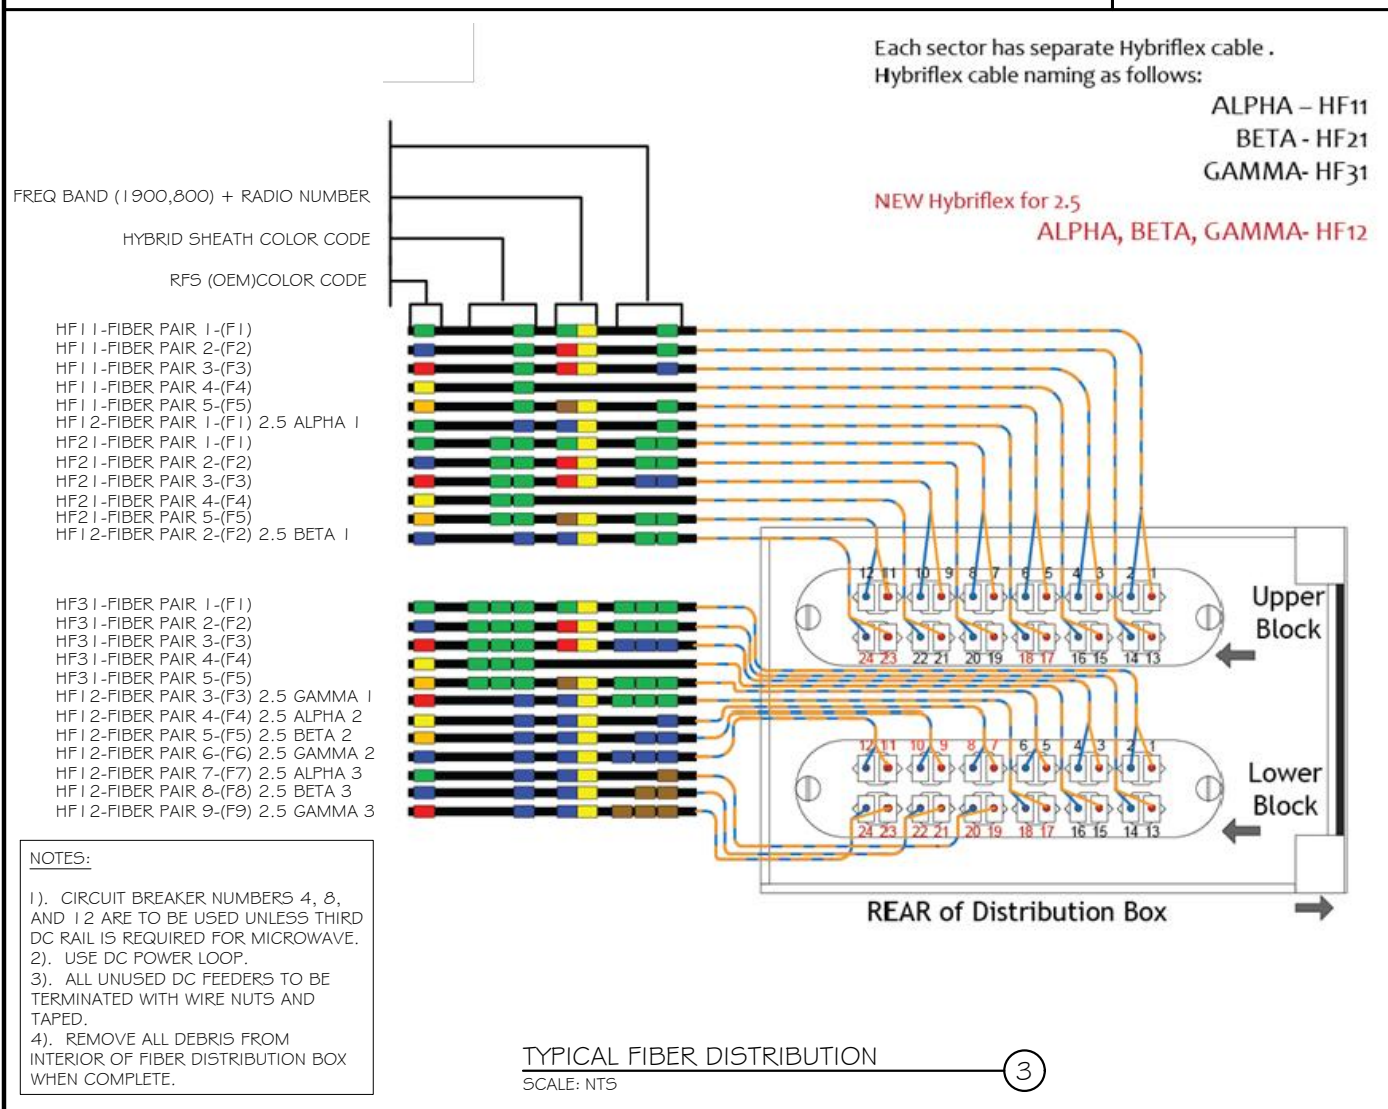 Each sector has separate Hybriflex cable .
Hybriflex cable naming as follows:
ALPHA – HF11
BETA - HF21
GAMMA- HF31
NEW Hybriflex for 2.5
ALPHA, BETA, GAMMA- HF12
FREQ BAND (1900,800) + RADIO NUMBER
HYBRID SHEATH COLOR CODE
RFS (OEM)COLOR CODE
HF11-FIBER PAIR 1-(F1)
HF11-FIBER PAIR 2-(F2)
HF11-FIBER PAIR 3-(F3)
HF11-FIBER PAIR 4-(F4)
HF11-FIBER PAIR 5-(F5)
HF12-FIBER PAIR 1-(F1) 2.5 ALPHA 1
HF21-FIBER PAIR 1-(F1)
HF21-FIBER PAIR 2-(F2)
HF21-FIBER PAIR 3-(F3)
HF21-FIBER PAIR 4-(F4)
HF21-FIBER PAIR 5-(F5)
HF12-FIBER PAIR 2-(F2) 2.5 BETA 1
12 11 10 9 8 7 6 5 4 3 2 1
Upper
Block
24 23 22 21 20 19 18 17 16 15 14 13
HF31-FIBER PAIR 1-(F1)
HF31-FIBER PAIR 2-(F2)
HF31-FIBER PAIR 3-(F3)
HF31-FIBER PAIR 4-(F4)
HF31-FIBER PAIR 5-(F5)
HF12-FIBER PAIR 3-(F3) 2.5 GAMMA 1
HF12-FIBER PAIR 4-(F4) 2.5 ALPHA 2
HF12-FIBER PAIR 5-(F5) 2.5 BETA 2
HF12-FIBER PAIR 6-(F6) 2.5 GAMMA 2
HF12-FIBER PAIR 7-(F7) 2.5 ALPHA 3
HF12-FIBER PAIR 8-(F8) 2.5 BETA 3
HF12-FIBER PAIR 9-(F9) 2.5 GAMMA 3
12 11 10 9 8 7 6 5 4 3 2 1
Lower
Block
24 23 22 21 20 19 18 17 16 15 14 13
REAR of Distribution Box
NOTES:
1). CIRCUIT BREAKER NUMBERS 4, 8,
AND 12 ARE TO BE USED UNLESS THIRD
DC RAIL IS REQUIRED FOR MICROWAVE.
2). USE DC POWER LOOP.
3). ALL UNUSED DC FEEDERS TO BE
TERMINATED WITH WIRE NUTS AND
TAPED.
4). REMOVE ALL DEBRIS FROM
INTERIOR OF FIBER DISTRIBUTION BOX
WHEN COMPLETE.
TYPICAL FIBER DISTRIBUTION
SCALE: NTS
3